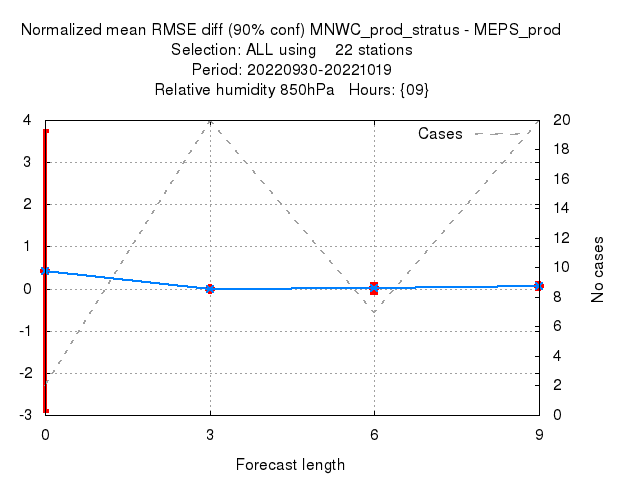 Normalized mean RMSE diff (90% conf) MNWC_prod_stratus - MEPS_prod
Selection: ALL using    22 stations
Period: 20220930-20221019
Relative humidity 850hPa   Hours: {09}
Cases
4
3
2
1
0
-1
-2
-3
20
18
16
14
12
10
8
6
4
2
0
No cases
0 3 6 9
Forecast length